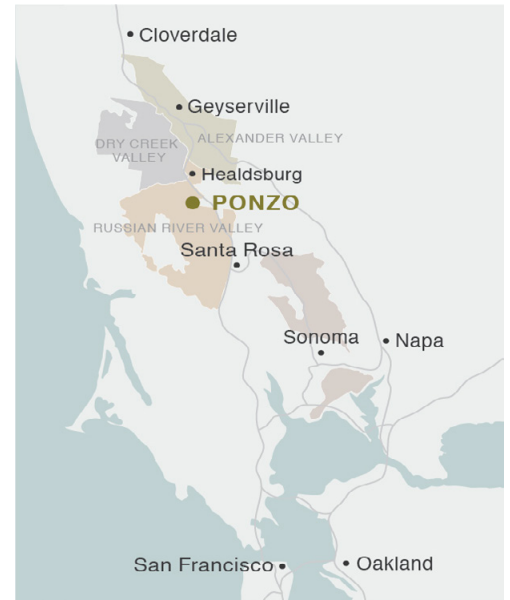 Cloverdale
Geyserville
ALEXANDER VALLEY
DRY CREEK
VALLEY
Healdsburg
PONZO
RUSSIAN RIVER VALLEY
Santa Rosa
Sonoma
Napa
San Francisco
Oakland